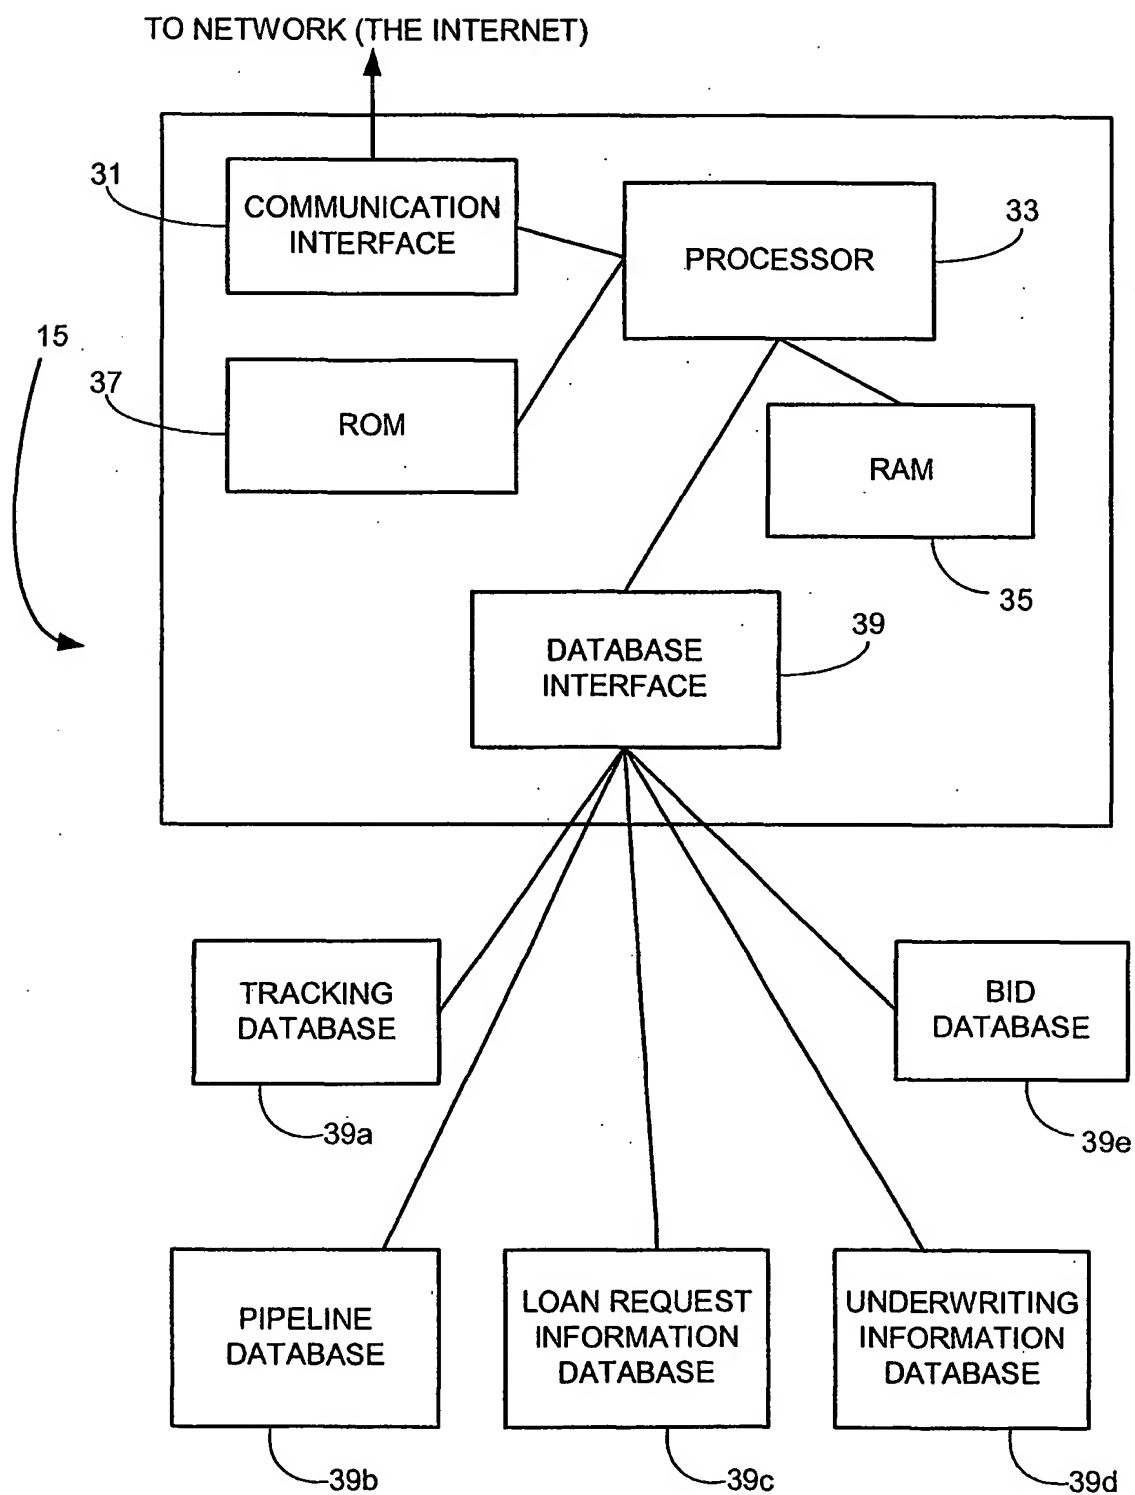 TO NETWORK (THE INTERNET)
31
COMMUNICATION
INTERFACE
PROCESSOR
33
15
37
ROM
RAM
35
DATABASE
INTERFACE
39
TRACKING
DATABASE
39a
BID
DATABASE
39e
PIPELINE
DATABASE
39b
LOAN REQUEST
INFORMATION
DATABASE
39c
UNDERWRITING
INFORMATION
DATABASE
39d